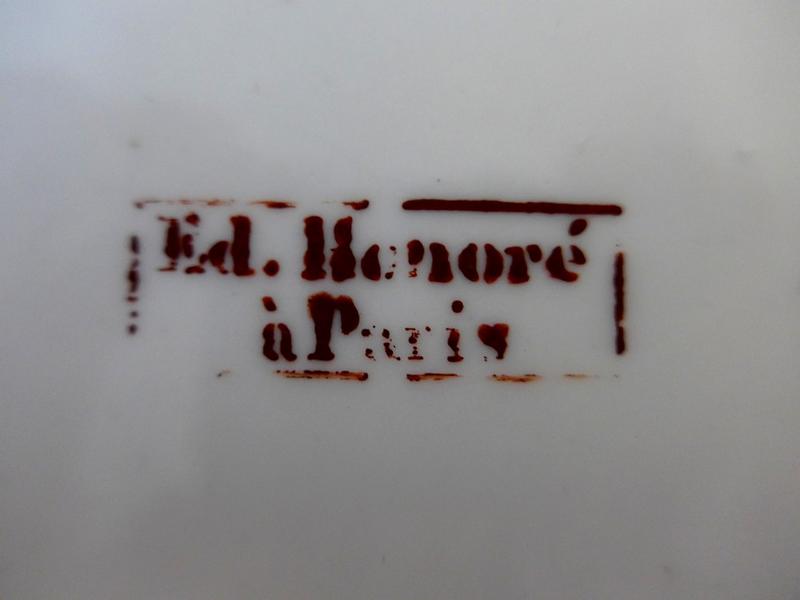 Ed. Honoré
à Paris